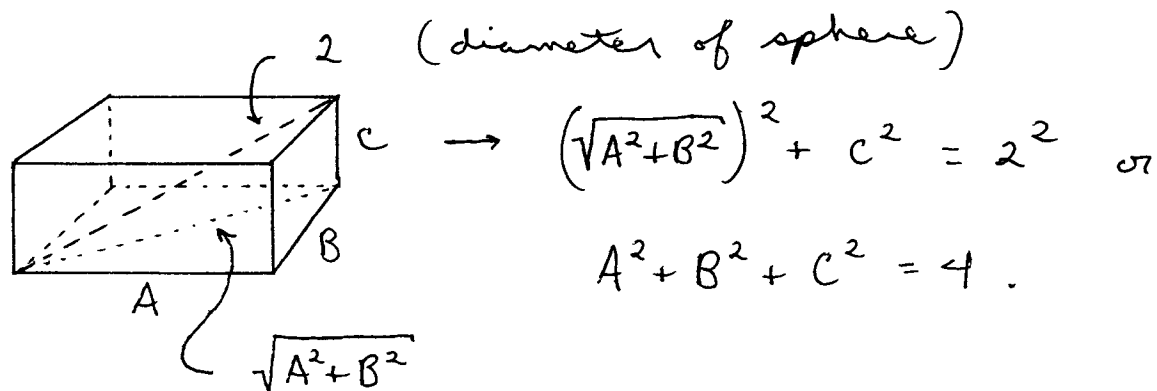 2 (diameter of sphere)
C → (√(A²+B²))² + C² = 2² or
B
A² + B² + C² = 4 .
A
√(A²+B²)